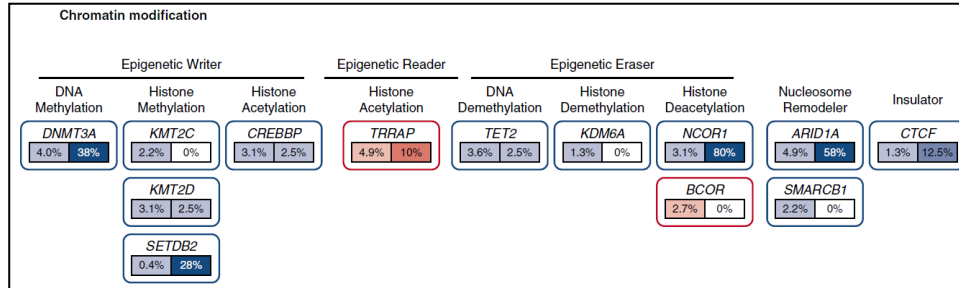 Chromatin modification
Epigenetic Writer Epigenetic Reader Epigenetic Eraser
DNA Methylation Histone Methylation Histone Acetylation Histone Acetylation DNA Demethylation Histone Demethylation Histone Deacetylation Nucleosome Remodeler Insulator
DNMT3A KMT2C CREBBP TRRAP TET2 KDM6A NCOR1 ARID1A CTCF
4.0% 38% 2.2% 0% 3.1% 2.5% 4.9% 10% 3.6% 2.5% 1.3% 0% 3.1% 80% 4.9% 58% 1.3% 12.5%
KMT2D BCOR SMARCB1
3.1% 2.5% 2.7% 0% 2.2% 0%
SETDB2
0.4% 28%